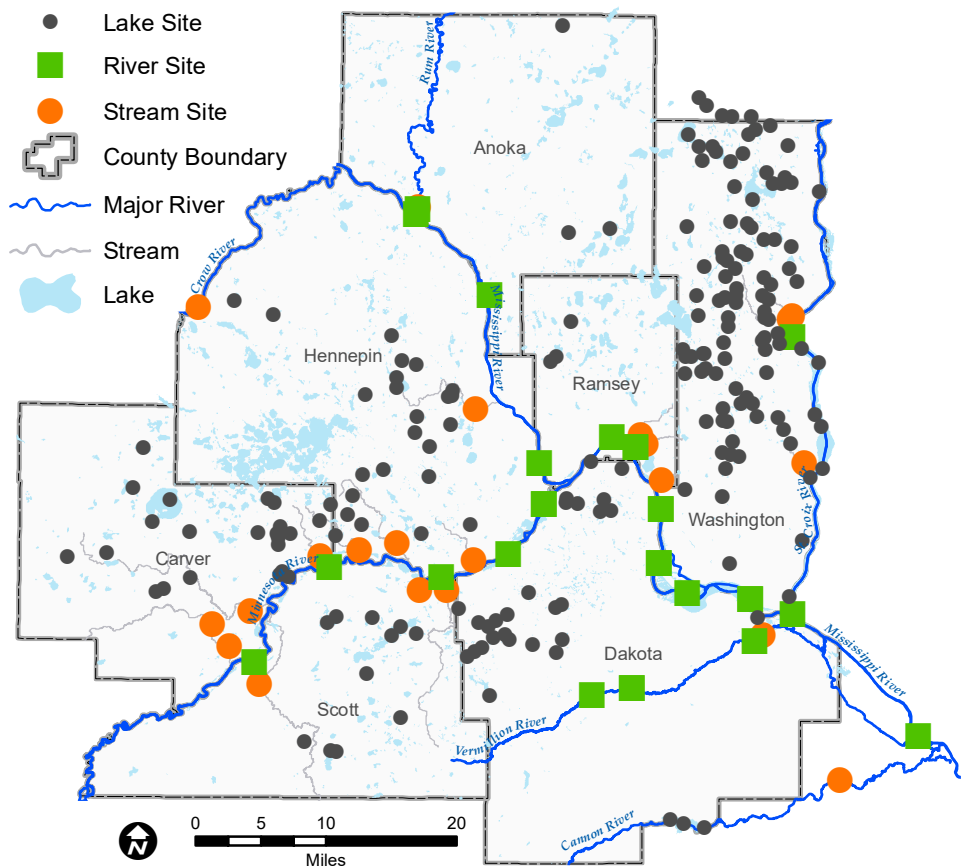 Lake Site
River Site
Stream Site
County Boundary
Major River
Stream
Lake
Rum River
Anoka
Crow River
Mississippi River
Hennepin
Ramsey
St Croix River
Washington
Carver
Minnesota River
Dakota
Mississippi River
Scott
Vermillion River
Cannon River
N
0 5 10 20
Miles